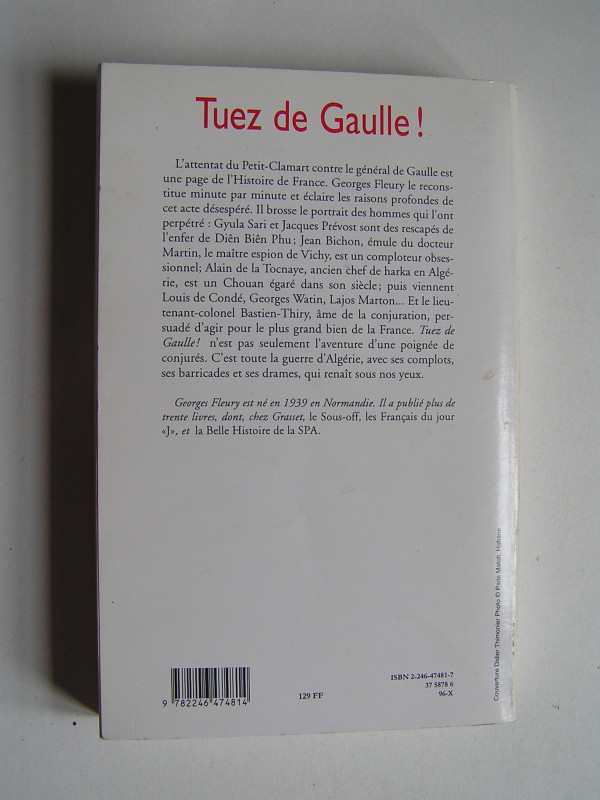 Tuez de Gaulle !
L'attentat du Petit-Clamart contre le général de Gaulle est
une page de l'Histoire de France. Georges Fleury le recons-
titue minute par minute et éclaire les raisons profondes de
cet acte désespéré. Il brosse le portrait des hommes qui l'ont
perpétré : Gyula Sari et Jacques Prévost sont des rescapés de
l'enfer de Diên Biên Phu ; Jean Bichon, émule du docteur
Martin, le maître espion de Vichy, est un comploteur obses-
sionnel; Alain de la Tocnaye, ancien chef de harka en Algé-
rie, est un Chouan égaré dans son siècle ; puis viennent
Louis de Condé, Georges Watin, Lajos Marton... Et le lieu-
tenant-colonel Bastien-Thiry, âme de la conjuration, per-
suadé d'agir pour le plus grand bien de la France. Tuez de
Gaulle ! n'est pas seulement l'aventure d'une poignée de
conjurés. C'est toute la guerre d'Algérie, avec ses complots,
ses barricades et ses drames, qui renaît sous nos yeux.
Georges Fleury est né en 1939 en Normandie. Il a publié plus de
trente livres, dont, chez Grasset, le Sous-off, les Français du jour
«J», et la Belle Histoire de la SPA.
Couverture Didier Thimonier Photo © Paris Match, Habans
9 782246 474814
129 FF
ISBN 2-246-47481-7
37 5878 6
96-X